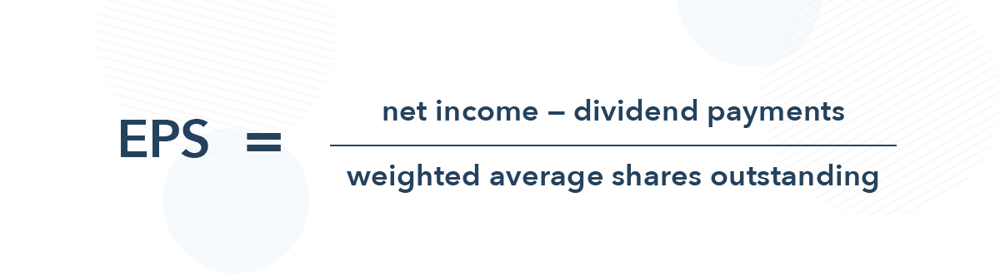 EPS = net income – dividend payments
weighted average shares outstanding